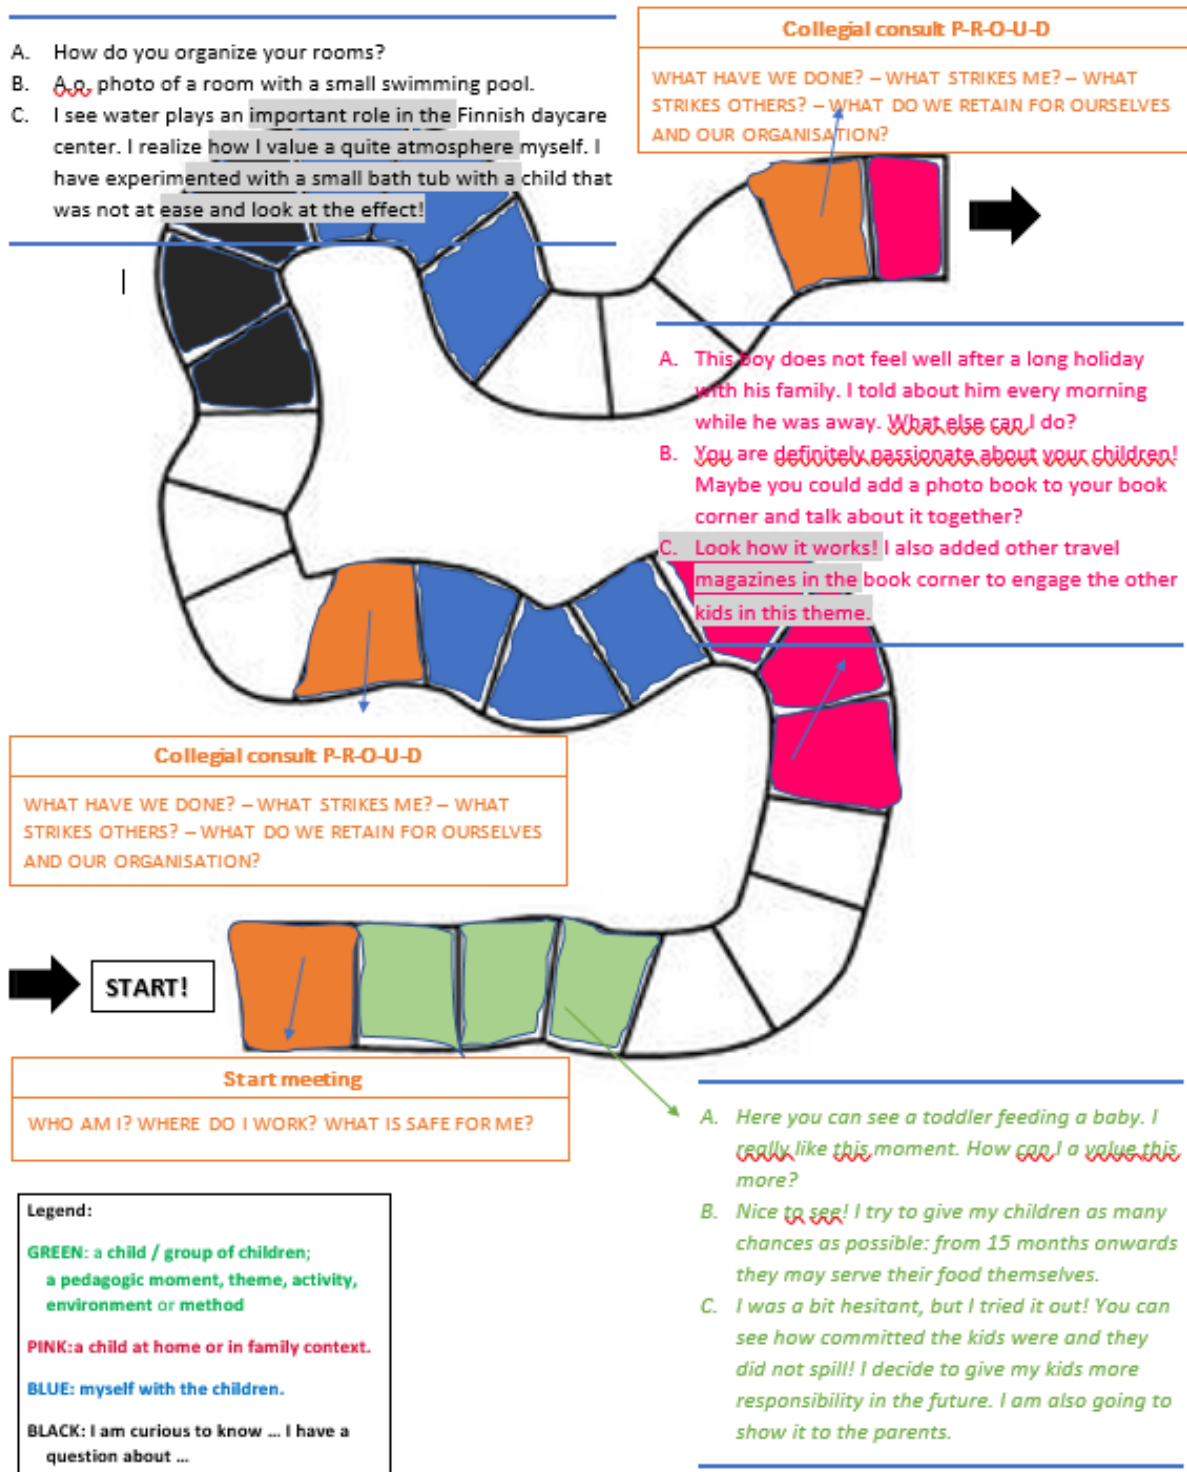 A. How do you organize your rooms?
B. A.o. photo of a room with a small swimming pool.
C. I see water plays an important role in the Finnish daycare
center. I realize how I value a quite atmosphere myself. I
have experimented with a small bath tub with a child that
was not at ease and look at the effect!
Collegial consult P-R-O-U-D
WHAT HAVE WE DONE? – WHAT STRIKES ME? – WHAT
STRIKES OTHERS? – WHAT DO WE RETAIN FOR OURSELVES
AND OUR ORGANISATION?
A. This boy does not feel well after a long holiday
with his family. I told about him every morning
while he was away. What else can I do?
B. You are definitely passionate about your children!
Maybe you could add a photo book to your book
corner and talk about it together?
C. Look how it works! I also added other travel
magazines in the book corner to engage the other
kids in this theme.
Collegial consult P-R-O-U-D
WHAT HAVE WE DONE? – WHAT STRIKES ME? – WHAT
STRIKES OTHERS? – WHAT DO WE RETAIN FOR OURSELVES
AND OUR ORGANISATION?
START!
Start meeting
WHO AM I? WHERE DO I WORK? WHAT IS SAFE FOR ME?
A. Here you can see a toddler feeding a baby. I
really like this moment. How can I a value this
more?
B. Nice to see! I try to give my children as many
chances as possible: from 15 months onwards
they may serve their food themselves.
C. I was a bit hesitant, but I tried it out! You can
see how committed the kids were and they
did not spill! I decide to give my kids more
responsibility in the future. I am also going to
show it to the parents.
Legend:
GREEN: a child / group of children;
a pedagogic moment, theme, activity,
environment or method
PINK:a child at home or in family context.
BLUE: myself with the children.
BLACK: I am curious to know ... I have a
question about ...